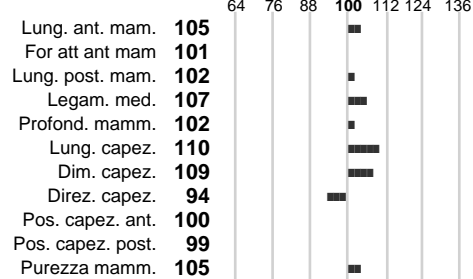 64 76 88 100 112 124 136
Lung. ant. mam. 105
For att ant mam 101
Lung. post. mam. 102
Legam. med. 107
Profond. mamm. 102
Lung. capez. 110
Dim. capez. 109
Direz. capez. 94
Pos. capez. ant. 100
Pos. capez. post. 99
Purezza mamm. 105